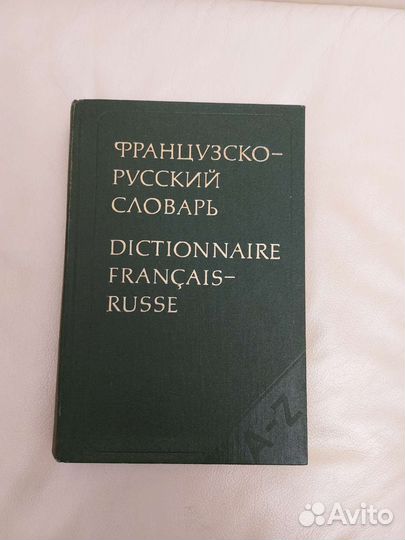 ФРАНЦУЗСКО–
РУССКИЙ
СЛОВАРЬ
DICTIONNAIRE
FRANÇAIS–
RUSSE
A-Z
Avito